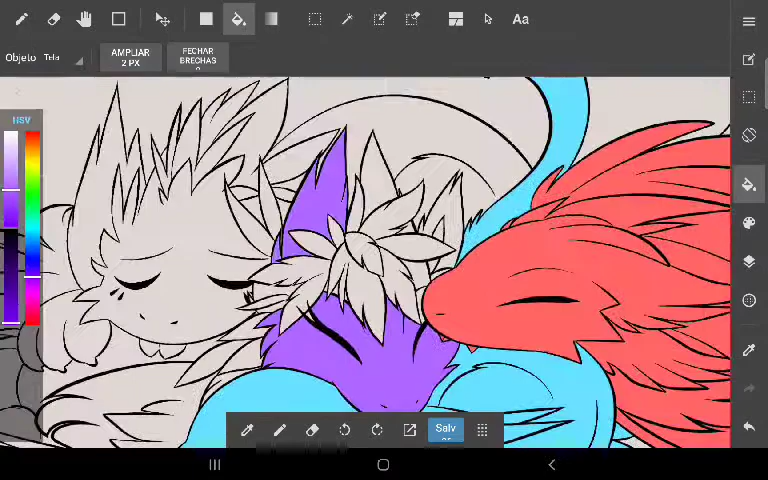 Aa
Objeto Tela
AMPLIAR
2 PX
FECHAR
BRECHAS
HSV
Salv